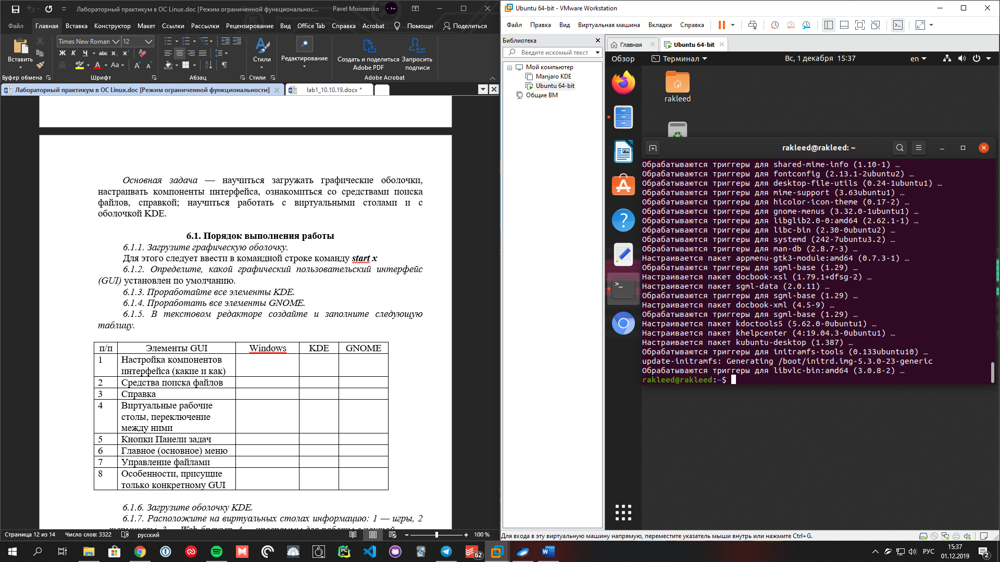 Лабораторный практикум в ОС Linux.doc [Режим ограниченной функциональнос...
Pavel Moiseenko
Файл
Главная
Вставка
Конструктор
Макет
Ссылки
Рассылки
Рецензирование
Вид
Office Tab
Справка
Acrobat
Помощн
Поделиться
Вставить
Times New Roman
12
Ж К Ч abc x₂ x²
Aa
Стили
Редактирование
Создать и поделиться Adobe PDF
Запросить подписи
Буфер обмена
Шрифт
Абзац
Стили
Adobe Acrobat
Лабораторный практикум в ОС Linux.doc [Режим ограниченной функциональности]
lab1_10.10.19.docx *
Основная задача — научиться загружать графические оболочки,
настраивать компоненты интерфейса, ознакомиться со средствами поиска
файлов, справкой; научиться работать с виртуальными столами и с
оболочкой KDE.
6.1. Порядок выполнения работы
6.1.1. Загрузите графическую оболочку.
Для этого следует ввести в командной строке команду start x
6.1.2. Определите, какой графический пользовательский интерфейс
(GUI) установлен по умолчанию.
6.1.3. Проработайте все элементы KDE.
6.1.4. Проработать все элементы GNOME.
6.1.5. В текстовом редакторе создайте и заполните следующую
таблицу.
п/п Элементы GUI Windows KDE GNOME
1 Настройка компонентов
интерфейса (какие и как)
2 Средства поиска файлов
3 Справка
4 Виртуальные рабочие
столы, переключение
между ними
5 Кнопки Панели задач
6 Главное (основное) меню
7 Управление файлами
8 Особенности, присущие
только конкретному GUI
6.1.6. Загрузите оболочку KDE.
6.1.7. Расположите на виртуальных столах информацию: 1 — игры, 2
Страница 12 из 14
Число слов: 3322
русский
100 %
Ubuntu 64-bit - VMware Workstation
Файл
Правка
Вид
Виртуальная машина
Вкладки
Справка
Библиотека
Введите искомый текст
Мой компьютер
Manjaro KDE
Ubuntu 64-bit
Общие ВМ
Главная
Ubuntu 64-bit
Обзор
Терминал
Вс, 1 декабря 15:37
en
rakleed
rakleed@rakleed: ~
Обрабатываются триггеры для shared-mime-info (1.10-1) …
Обрабатываются триггеры для fontconfig (2.13.1-2ubuntu2) …
Обрабатываются триггеры для desktop-file-utils (0.24-1ubuntu1) …
Обрабатываются триггеры для mime-support (3.63ubuntu1) …
Обрабатываются триггеры для hicolor-icon-theme (0.17-2) …
Обрабатываются триггеры для gnome-menus (3.32.0-1ubuntu1) …
Обрабатываются триггеры для libglib2.0-0:amd64 (2.62.1-1) …
Обрабатываются триггеры для libc-bin (2.30-0ubuntu2) …
Обрабатываются триггеры для systemd (242-7ubuntu3.2) …
Обрабатываются триггеры для man-db (2.8.7-3) …
Настраивается пакет appmenu-gtk3-module:amd64 (0.7.3-1) …
Обрабатываются триггеры для sgml-base (1.29) …
Настраивается пакет docbook-xsl (1.79.1+dfsg-2) …
Настраивается пакет sgml-data (2.0.11) …
Обрабатываются триггеры для sgml-base (1.29) …
Настраивается пакет docbook-xml (4.5-9) …
Обрабатываются триггеры для sgml-base (1.29) …
Настраивается пакет kdoctools5 (5.62.0-0ubuntu1) …
Настраивается пакет khelpcenter (4:19.04.3-0ubuntu1) …
Настраивается пакет kubuntu-desktop (1.387) …
Обрабатываются триггеры для initramfs-tools (0.133ubuntu10) …
update-initramfs: Generating /boot/initrd.img-5.3.0-23-generic
Обрабатываются триггеры для libvlc-bin:amd64 (3.0.8-2) …
rakleed@rakleed:~$
Для входа в эту виртуальную машину напрямую, переместите указатель мыши внутрь или нажмите Ctrl+G.
62
РУС
15:37
01.12.2019
2